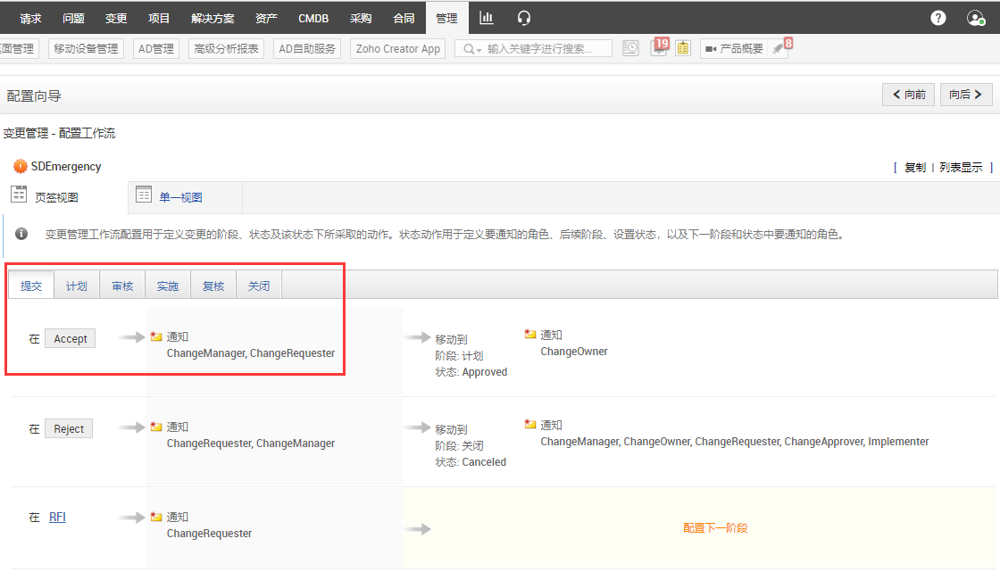 请求 问题 变更 项目 解决方案 资产 CMDB 采购 合同 管理
面管理 移动设备管理 AD管理 高级分析报表 AD自助服务 Zoho Creator App 输入关键字进行搜索... 19 产品概要 8
配置向导 向前 向后
变更管理 - 配置工作流
SDEmergency [ 复制 | 列表显示 ]
页签视图 单一视图
变更管理工作流配置用于定义变更的阶段、状态及该状态下所采取的动作。状态动作用于定义要通知的角色、后续阶段、设置状态，以及下一阶段和状态中要通知的角色。
提交 计划 审核 实施 复核 关闭
在 Accept 通知
ChangeManager, ChangeRequester
移动到
阶段: 计划
状态: Approved
通知
ChangeOwner
在 Reject 通知
ChangeRequester, ChangeManager
移动到
阶段: 关闭
状态: Canceled
通知
ChangeManager, ChangeOwner, ChangeRequester, ChangeApprover, Implementer
在 RFI 通知
ChangeRequester
配置下一阶段